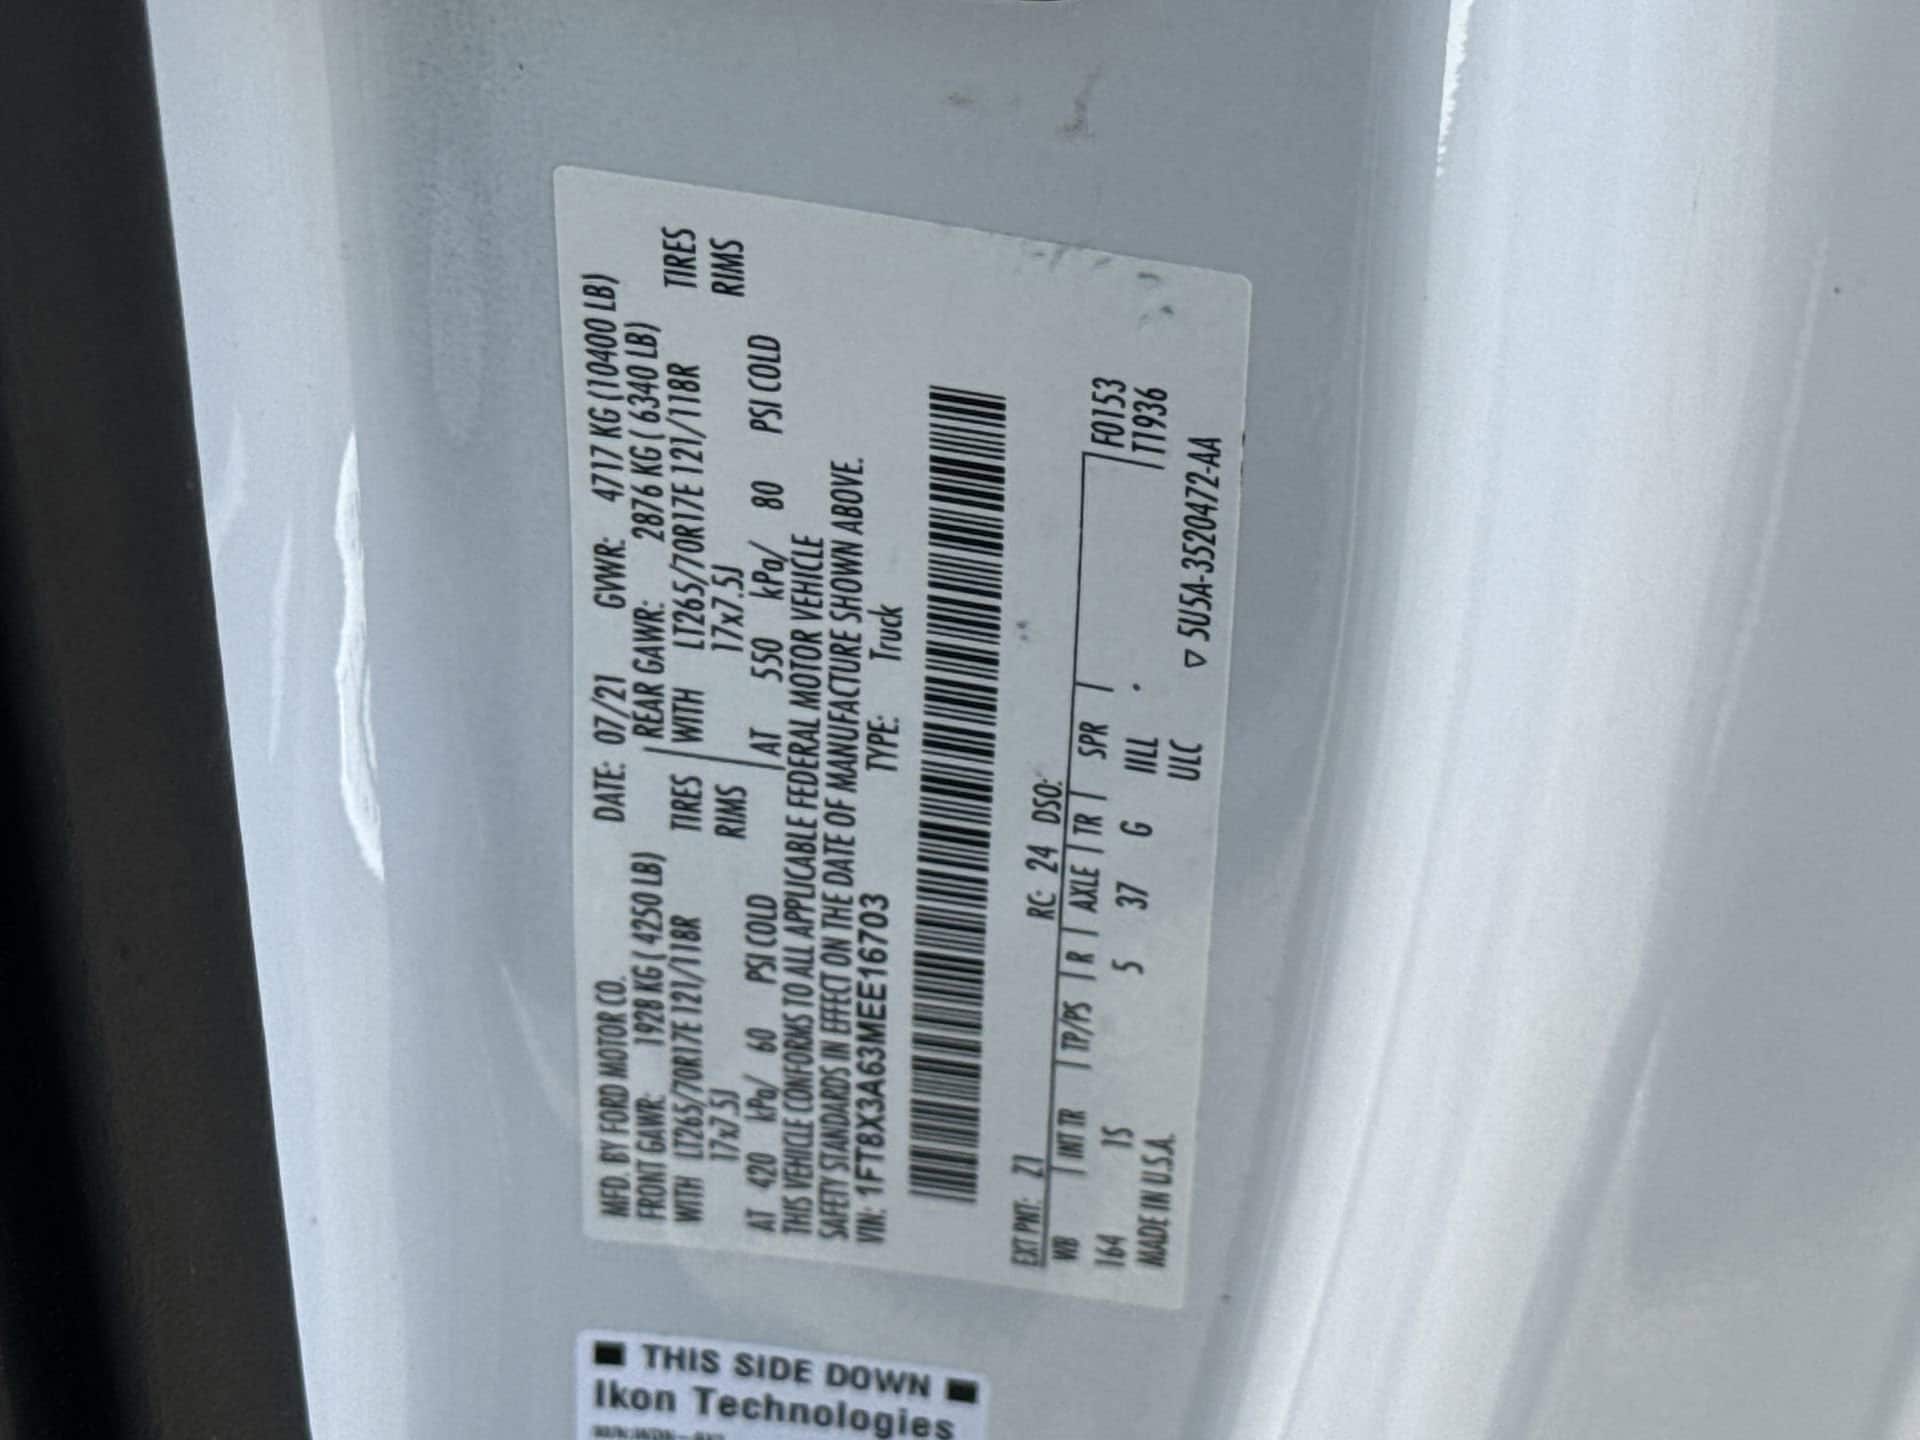 MFD. BY FORD MOTOR CO.
DATE: 07/21 GVWR: 4717 KG (10400 LB)
FRONT GAWR: 1928 KG ( 4250 LB)
REAR GAWR: 2876 KG ( 6340 LB)
WITH LT265/70R17E 121/118R TIRES
WITH LT265/70R17E 121/118R TIRES
17x7.5J RIMS
17x7.5J RIMS
AT 420 kPa/ 60 PSI COLD
AT 550 kPa/ 80 PSI COLD
THIS VEHICLE CONFORMS TO ALL APPLICABLE FEDERAL MOTOR VEHICLE
SAFETY STANDARDS IN EFFECT ON THE DATE OF MANUFACTURE SHOWN ABOVE.
VIN: 1FT8X3A63MEE16703 TYPE: Truck
EXT PNT: Z1 RC: 24 DSO:
WB | INT TR | TP/PS | R | AXLE | TR | SPR | F0153
164 1S 5 37 G IILL . T1936
MADE IN U.S.A. ULC
▽ 5U5A-3520472-AA
THIS SIDE DOWN
Ikon Technologies